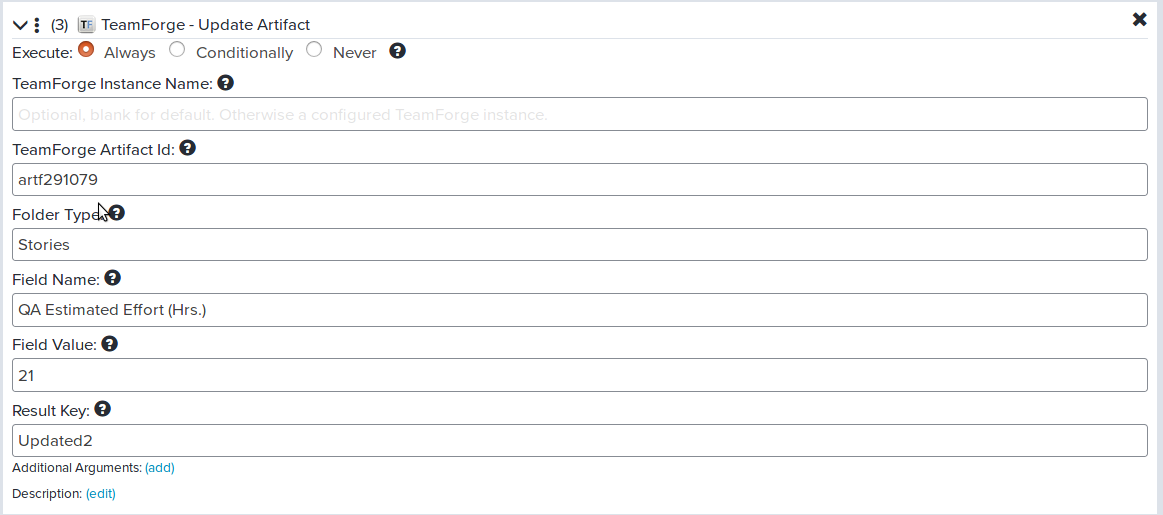 (3) TF TeamForge - Update Artifact
Execute: Always Conditionally Never ?
TeamForge Instance Name: ?
Optional, blank for default. Otherwise a configured TeamForge instance.
TeamForge Artifact Id: ?
artf291079
Folder Type ?
Stories
Field Name: ?
QA Estimated Effort (Hrs.)
Field Value: ?
21
Result Key: ?
Updated2
Additional Arguments: (add)
Description: (edit)